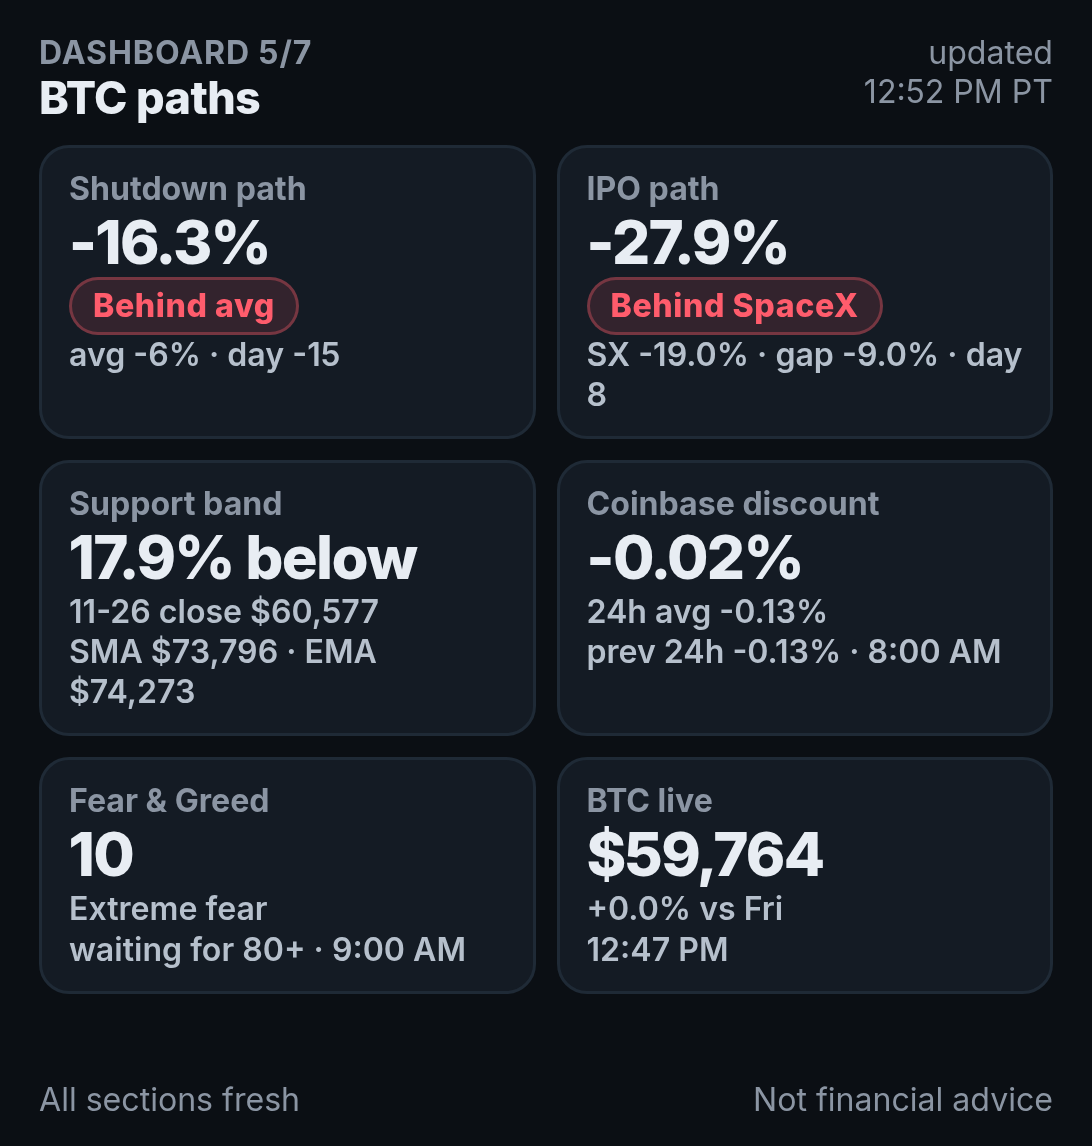 DASHBOARD 5/7
BTC paths
updated
12:52 PM PT
Shutdown path
-16.3%
Behind avg
avg -6% · day -15
IPO path
-27.9%
Behind SpaceX
SX -19.0% · gap -9.0% · day
8
Support band
17.9% below
11-26 close $60,577
SMA $73,796 · EMA
$74,273
Coinbase discount
-0.02%
24h avg -0.13%
prev 24h -0.13% · 8:00 AM
Fear & Greed
10
Extreme fear
waiting for 80+ · 9:00 AM
BTC live
$59,764
+0.0% vs Fri
12:47 PM
All sections fresh
Not financial advice